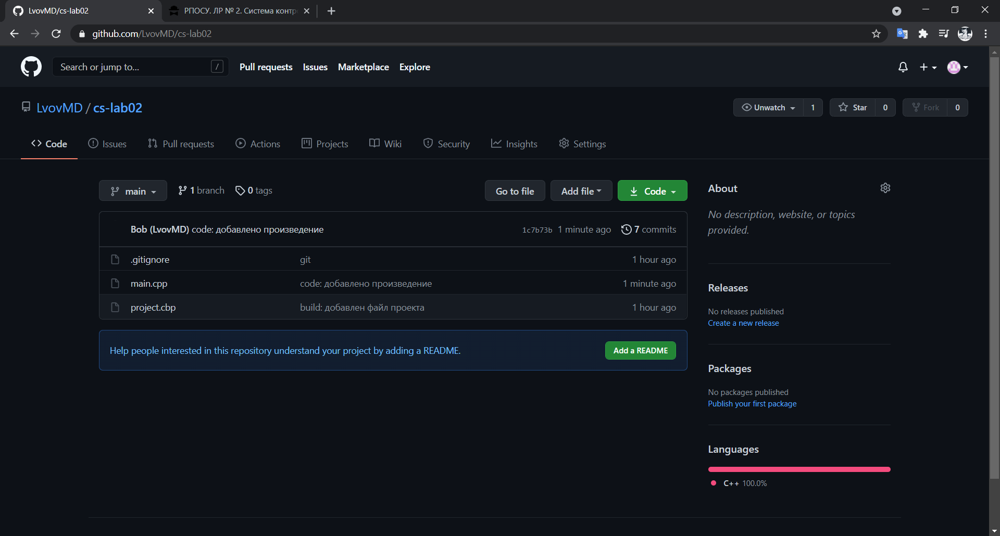 LvovMD/cs-lab02
РПОСУ. ЛР № 2. Система контр
github.com/LvovMD/cs-lab02
Search or jump to...
/
Pull requests Issues Marketplace Explore
LvovMD / cs-lab02
Unwatch 1
Star 0
Fork 0
Code Issues Pull requests Actions Projects Wiki Security Insights Settings
main 1 branch 0 tags
Go to file Add file Code
Bob (LvovMD) code: добавлено произведение 1c7b73b 1 minute ago 7 commits
.gitignore git 1 hour ago
main.cpp code: добавлено произведение 1 minute ago
project.cbp build: добавлен файл проекта 1 hour ago
Help people interested in this repository understand your project by adding a README. Add a README
About
No description, website, or topics
provided.
Releases
No releases published
Create a new release
Packages
No packages published
Publish your first package
Languages
C++ 100.0%